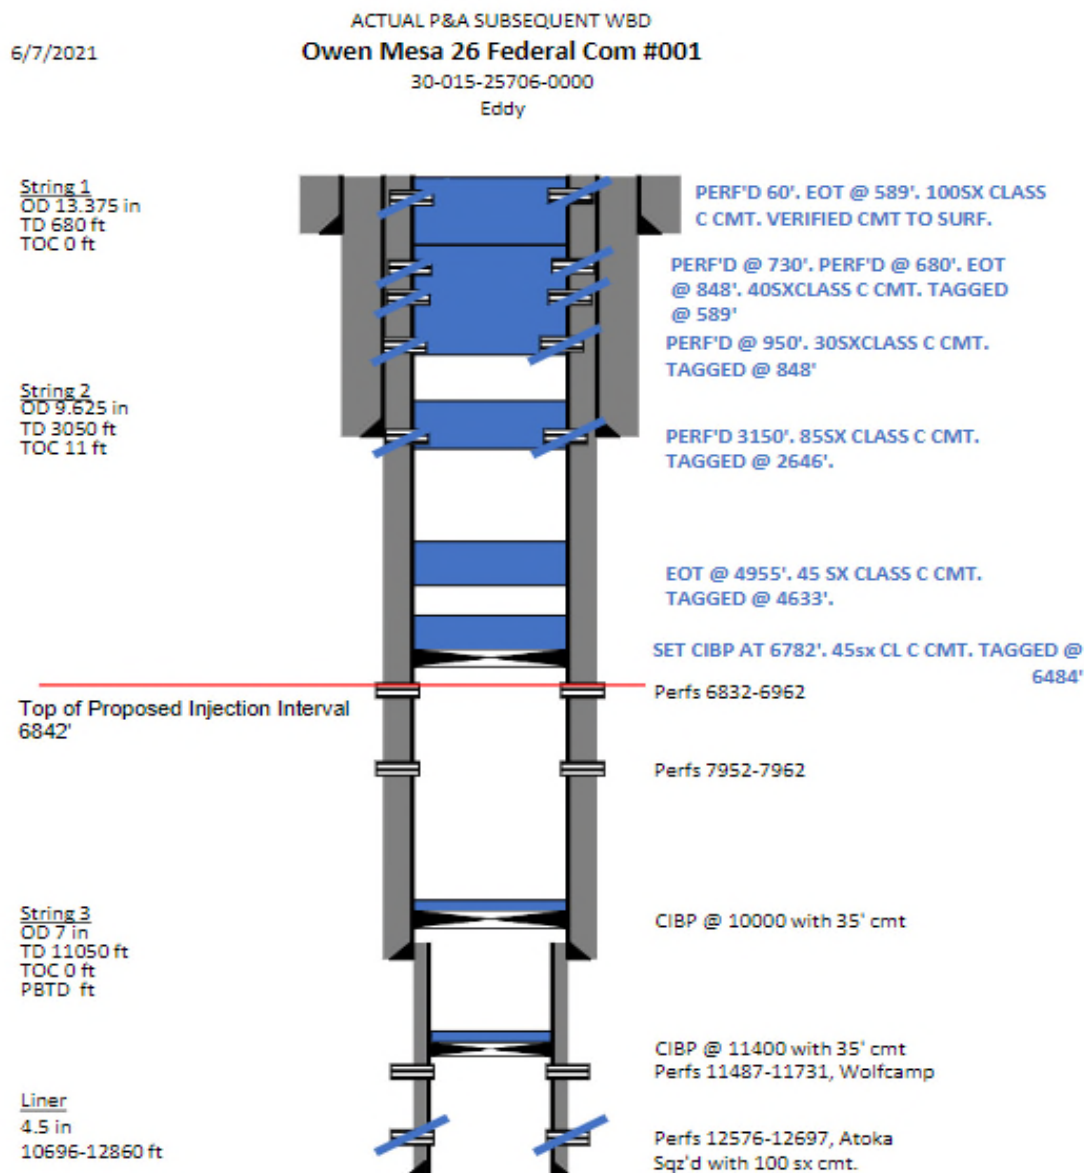 ACTUAL P&A SUBSEQUENT WBD
6/7/2021
Owen Mesa 26 Federal Com #001
30-015-25706-0000
Eddy
String 1
OD 13.375 in
TD 680 ft
TOC 0 ft
PERF'D 60'. EOT @ 589'. 100SX CLASS
C CMT. VERIFIED CMT TO SURF.
PERF'D @ 730'. PERF'D @ 680'. EOT
@ 848'. 40SXCLASS C CMT. TAGGED
@ 589'
PERF'D @ 950'. 30SXCLASS C CMT.
TAGGED @ 848'
String 2
OD 9.625 in
TD 3050 ft
TOC 11 ft
PERF'D 3150'. 85SX CLASS C CMT.
TAGGED @ 2646'.
EOT @ 4955'. 45 SX CLASS C CMT.
TAGGED @ 4633'.
SET CIBP AT 6782'. 45sx CL C CMT. TAGGED @
6484'
Top of Proposed Injection Interval
6842'
Perfs 6832-6962
Perfs 7952-7962
String 3
OD 7 in
TD 11050 ft
TOC 0 ft
PBTD ft
CIBP @ 10000 with 35' cmt
CIBP @ 11400 with 35' cmt
Perfs 11487-11731, Wolfcamp
Liner
4.5 in
10696-12860 ft
Perfs 12576-12697, Atoka
Sqz'd with 100 sx cmt.